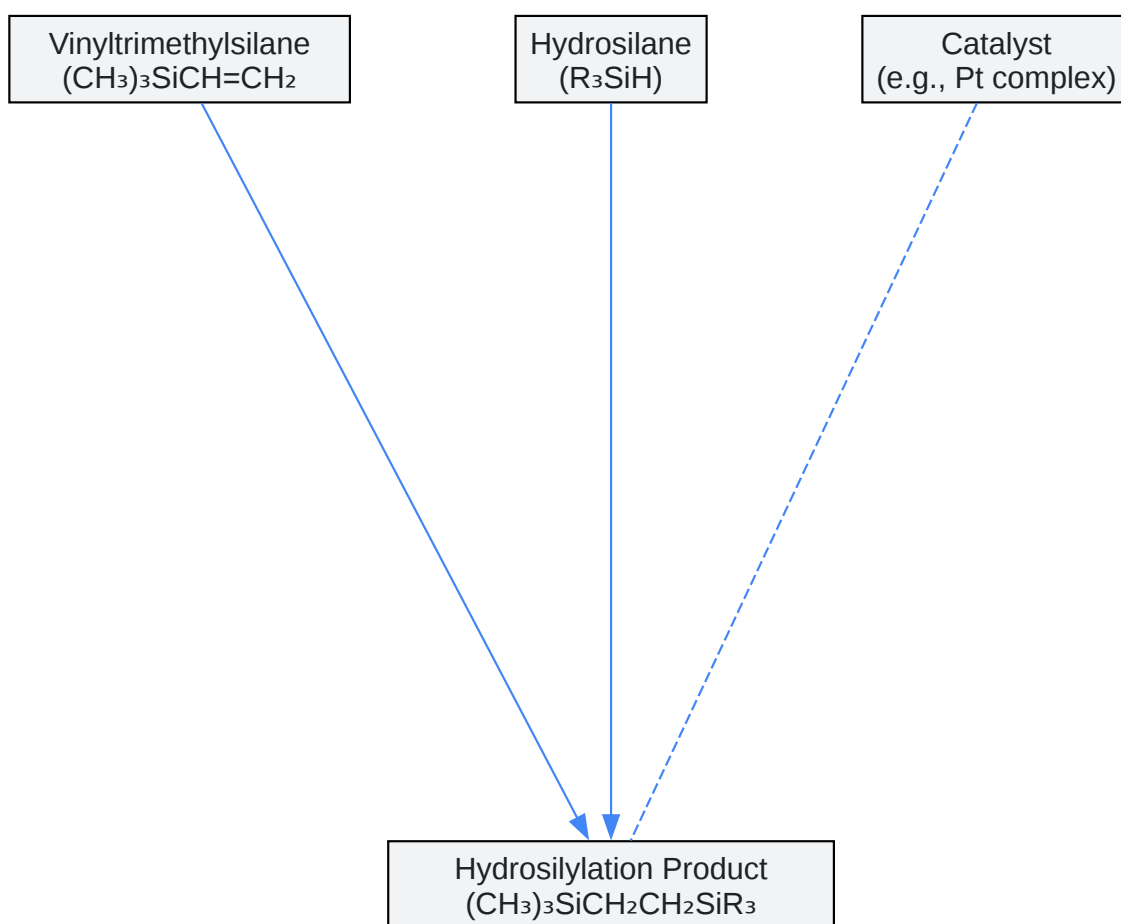 Vinyltrimethylsilane
(CH₃)₃SiCH=CH₂
Hydrosilane
(R₃SiH)
Catalyst
(e.g., Pt complex)
Hydrosilylation Product
(CH₃)₃SiCH₂CH₂SiR₃